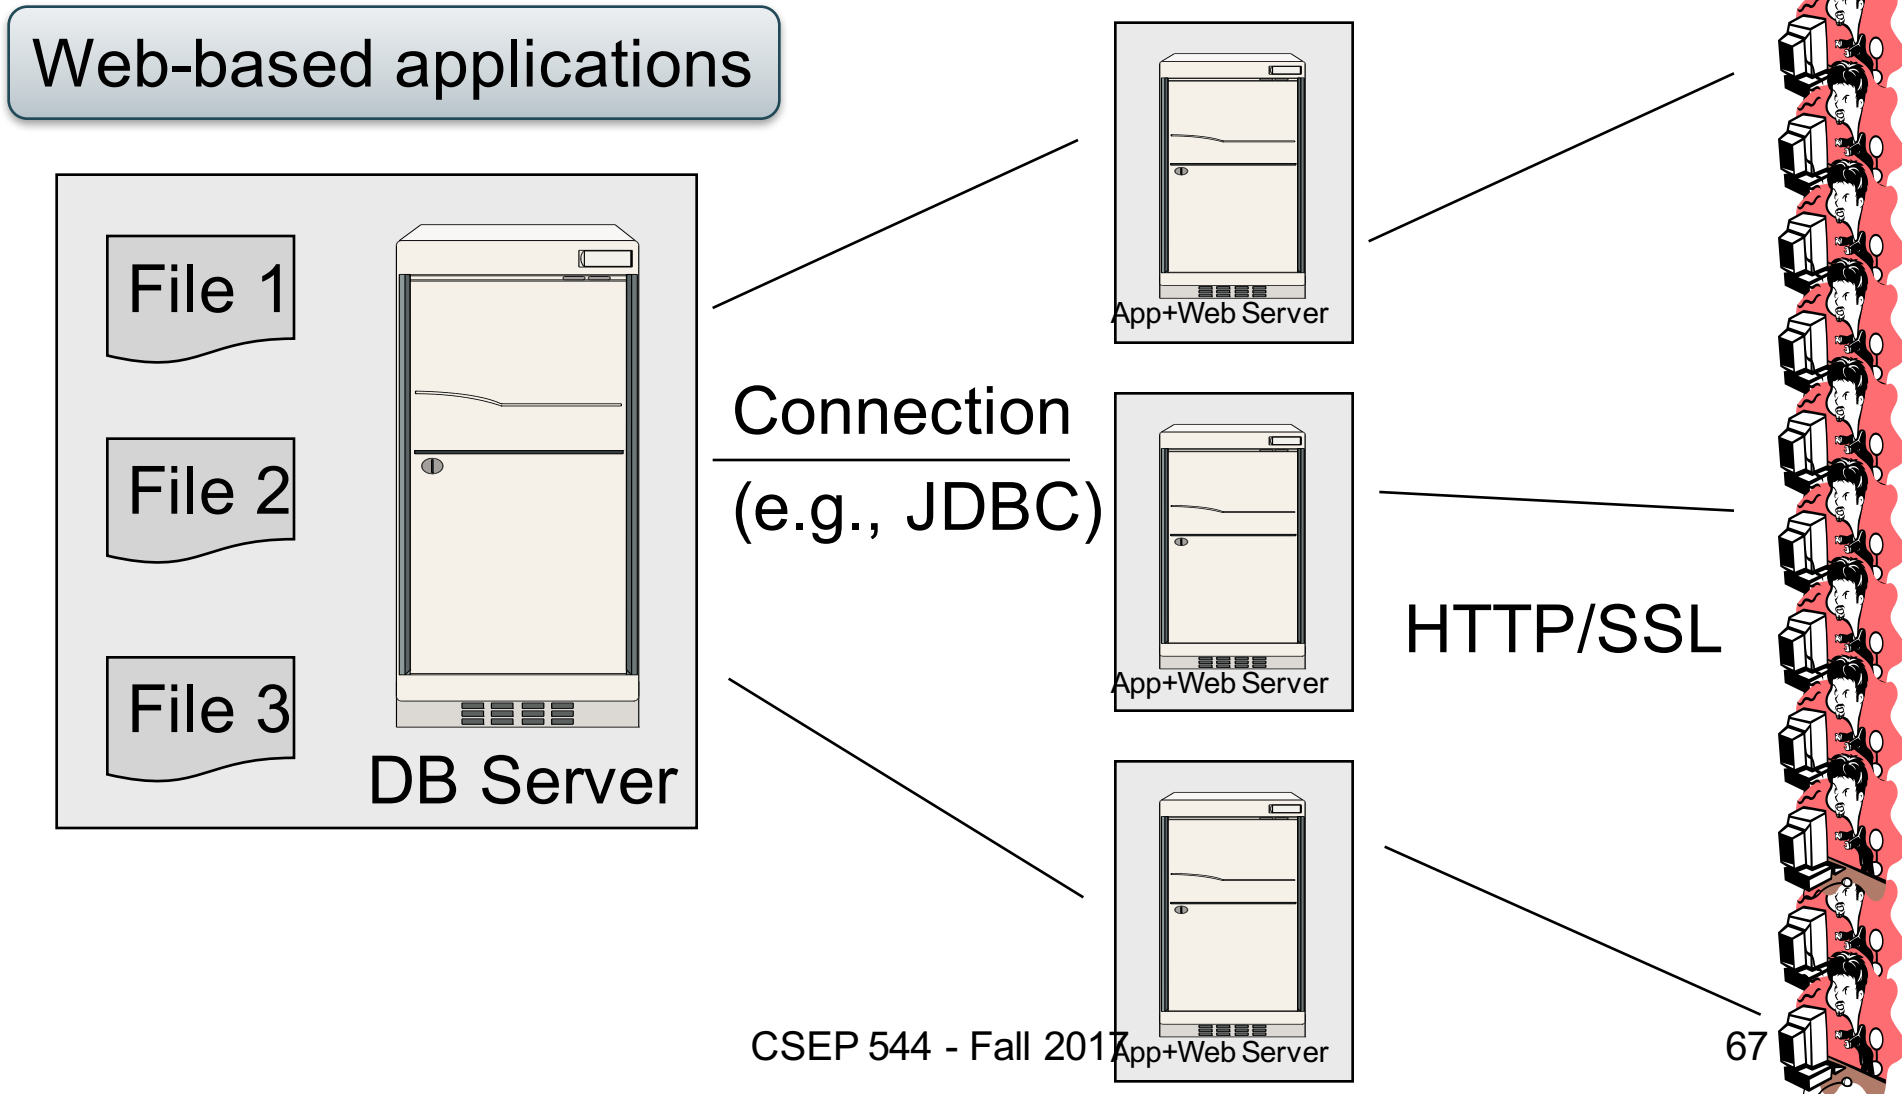 Web-based applications
File 1
File 2
File 3
DB Server
Connection
(e.g., JDBC)
App+Web Server
App+Web Server
App+Web Server
HTTP/SSL
CSEP 544 - Fall 2017
67